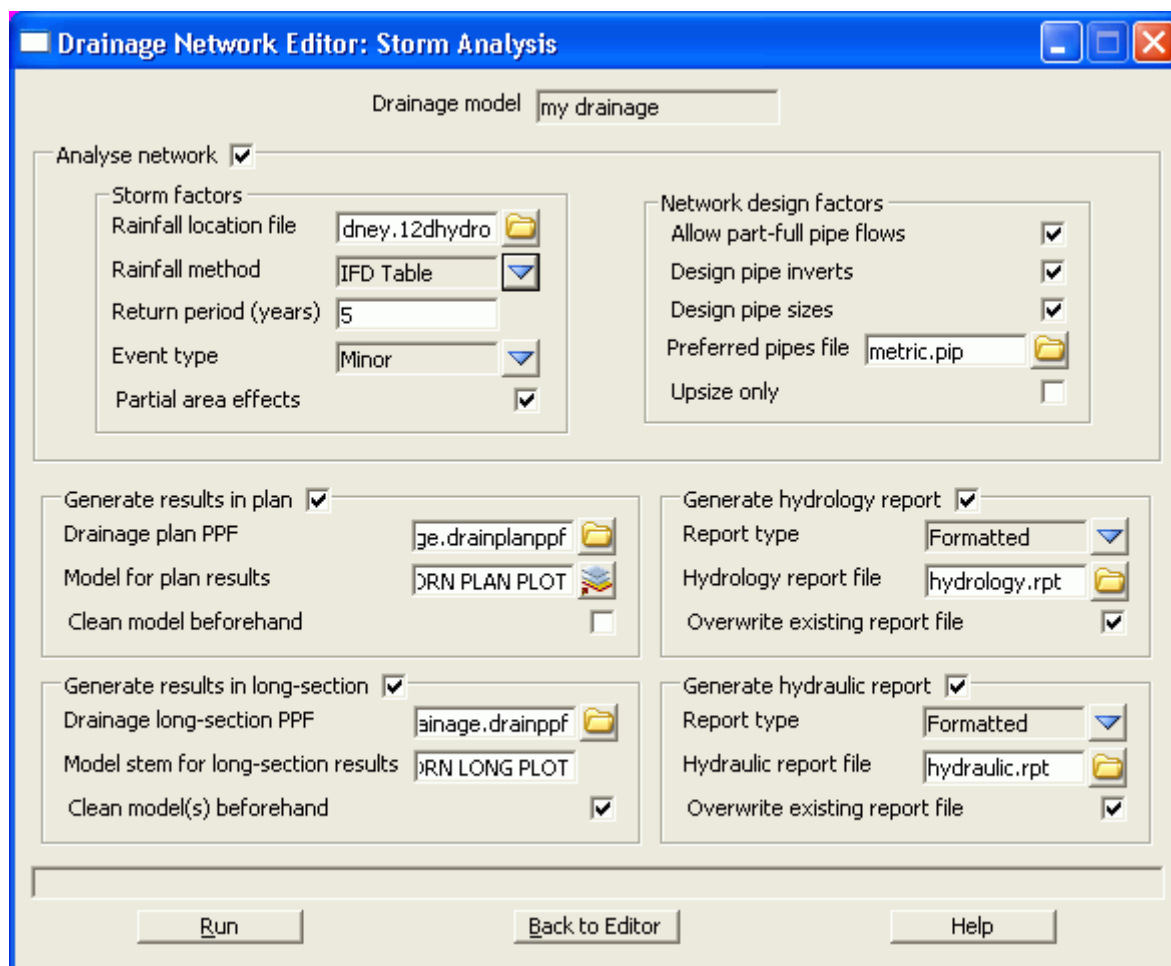 Drainage Network Editor: Storm Analysis
Drainage model my drainage
Analyse network
Storm factors
Rainfall location file dney.12dhydro
Rainfall method IFD Table
Return period (years) 5
Event type Minor
Partial area effects
Network design factors
Allow part-full pipe flows
Design pipe inverts
Design pipe sizes
Preferred pipes file metric.pip
Upsize only
Generate results in plan
Drainage plan PPF ge.drainplanppf
Model for plan results DRN PLAN PLOT
Clean model beforehand
Generate hydrology report
Report type Formatted
Hydrology report file hydrology.rpt
Overwrite existing report file
Generate results in long-section
Drainage long-section PPF ainage.drainppf
Model stem for long-section results DRN LONG PLOT
Clean model(s) beforehand
Generate hydraulic report
Report type Formatted
Hydraulic report file hydraulic.rpt
Overwrite existing report file
Run Back to Editor Help